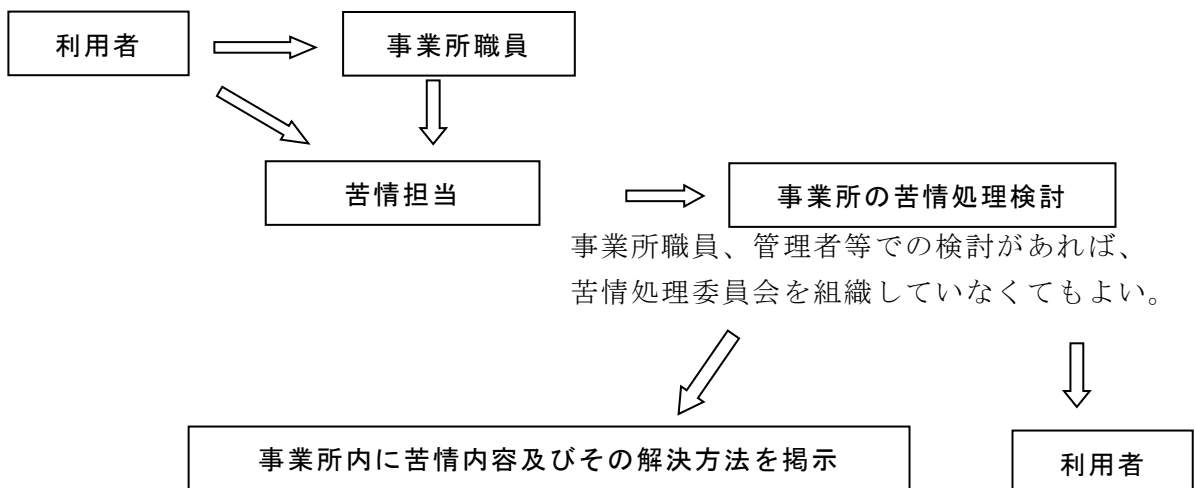 利用者
事業所職員
苦情担当
事業所の苦情処理検討
事業所職員、管理者等での検討があれば、
苦情処理委員会を組織していなくてもよい。
事業所内に苦情内容及びその解決方法を掲示
利用者